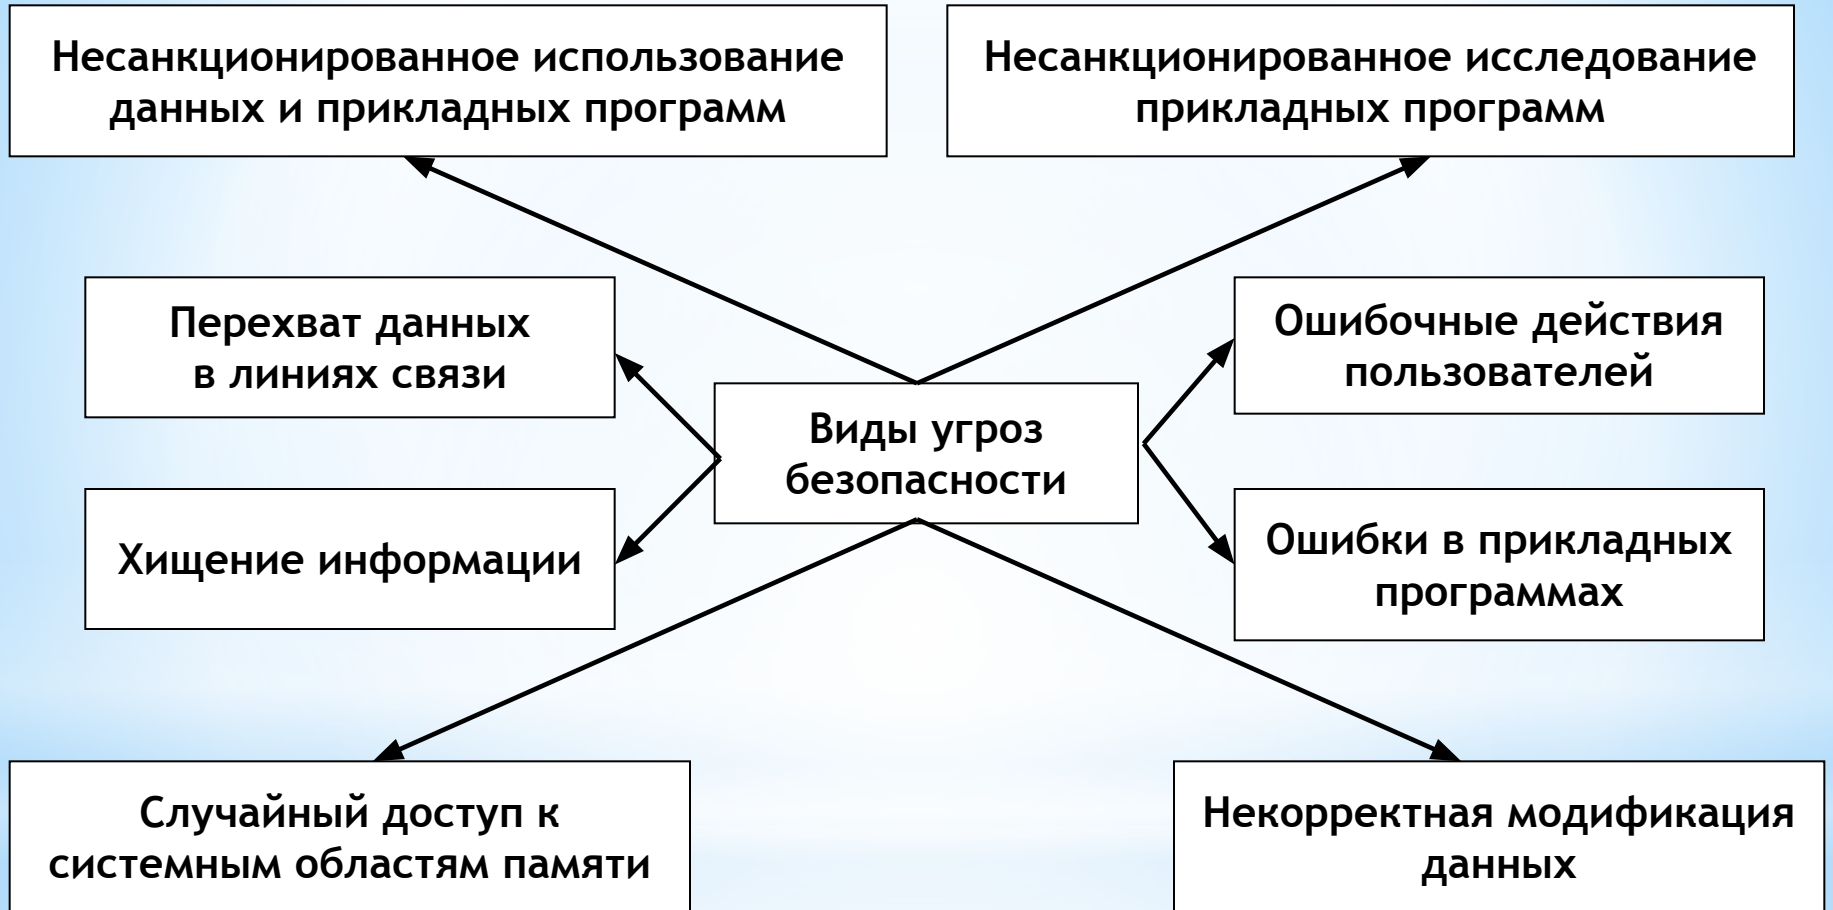 Несанкционированное использование
данных и прикладных программ
Несанкционированное исследование
прикладных программ
Перехват данных
в линиях связи
Ошибочные действия
пользователей
Виды угроз
безопасности
Хищение информации
Ошибки в прикладных
программах
Случайный доступ к
системным областям памяти
Некорректная модификация
данных